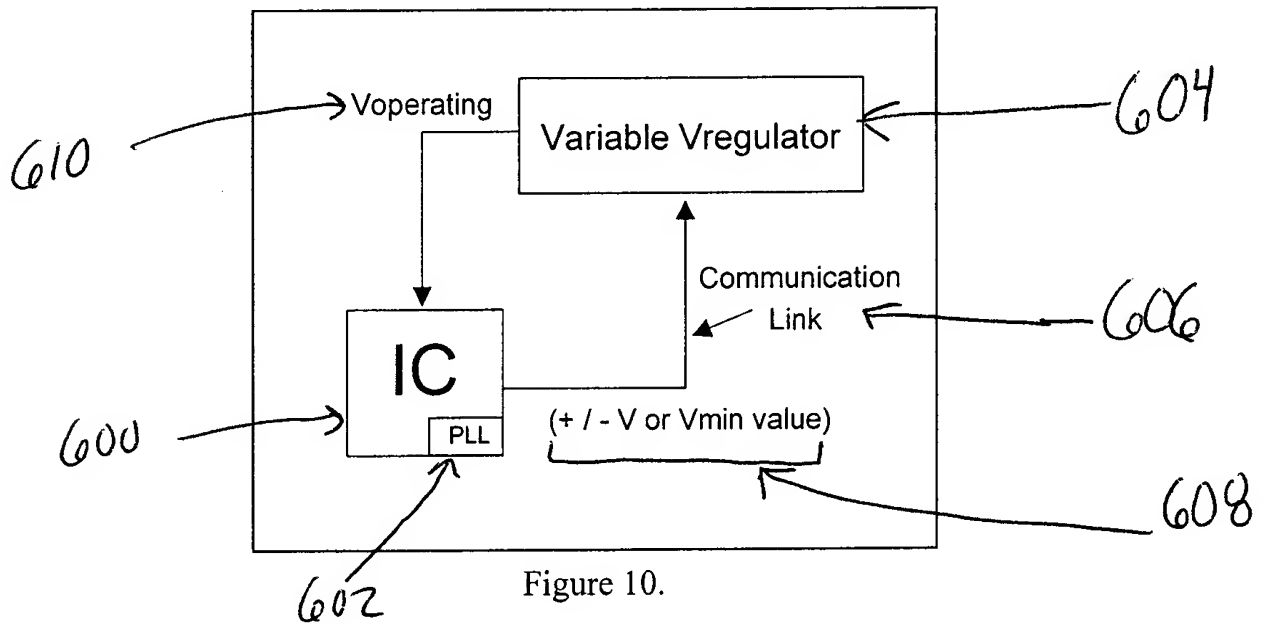 Voperating
Variable Vregulator
604
610
Communication
Link
606
IC
PLL
(+ / - V or Vmin value)
600
608
602
Figure 10.